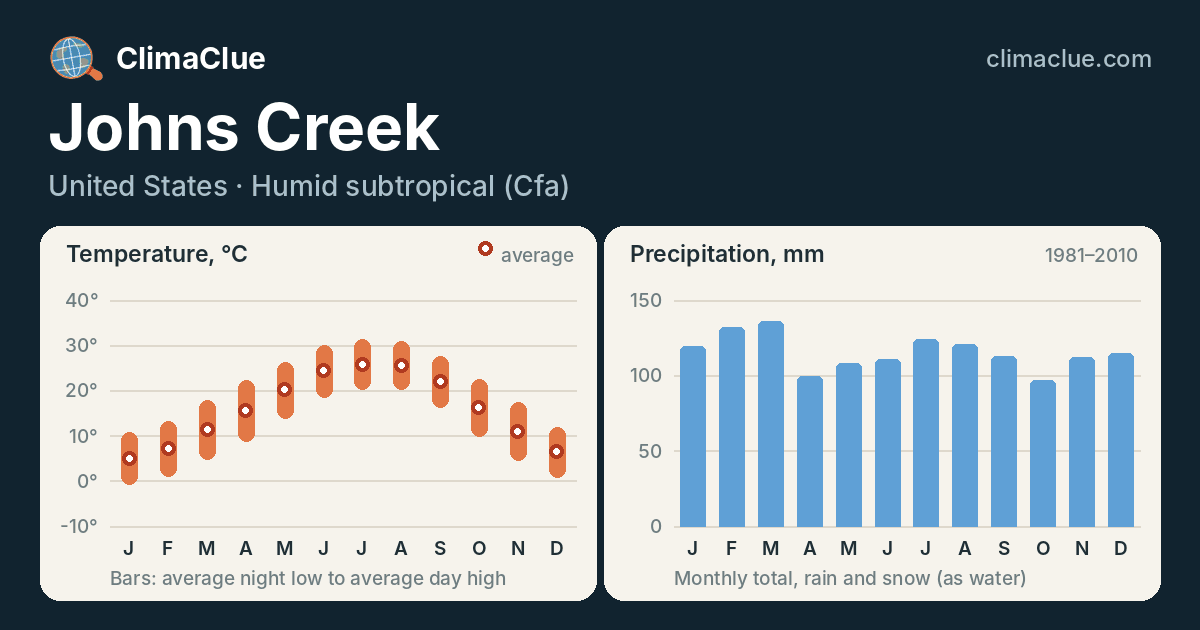 ClimaClue
climaclue.com
Johns Creek
United States · Humid subtropical (Cfa)
Temperature, °C
average
40°
30°
20°
10°
0°
-10°
J F M A M J J A S O N D
Bars: average night low to average day high
Precipitation, mm
1981–2010
150
100
50
0
J F M A M J J A S O N D
Monthly total, rain and snow (as water)